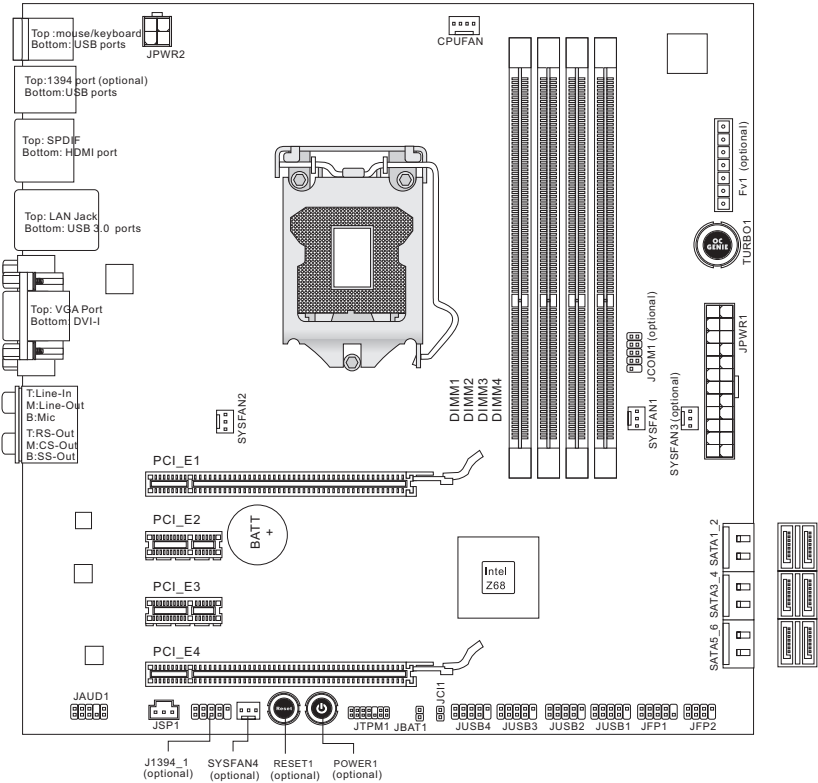 Top :mouse/keyboard
Bottom: USB ports
JPWR2
CPUFAN
Top:1394 port (optional)
Bottom:USB ports
Top: SPDIF
Bottom: HDMI port
Top: LAN Jack
Bottom: USB 3.0 ports
Top: VGA Port
Bottom: DVI-I
T:Line-In
M:Line-Out
B:Mic
T:RS-Out
M:CS-Out
B:SS-Out
Fv1 (optional)
OC
GENIE
TURBO1
JPWR1
JCOM1 (optional)
DIMM1
DIMM2
DIMM3
DIMM4
SYSFAN1
SYSFAN3 (optional)
SYSFAN2
PCI_E1
PCI_E2
BATT
+
PCI_E3
PCI_E4
Intel
Z68
SATA1_2
SATA3_4
SATA5_6
JAUD1
JSP1
Reset
JTPM1
JBAT1
JCI1
JUSB4
JUSB3
JUSB2
JUSB1
JFP1
JFP2
J1394_1
(optional)
SYSFAN4
(optional)
RESET1
(optional)
POWER1
(optional)